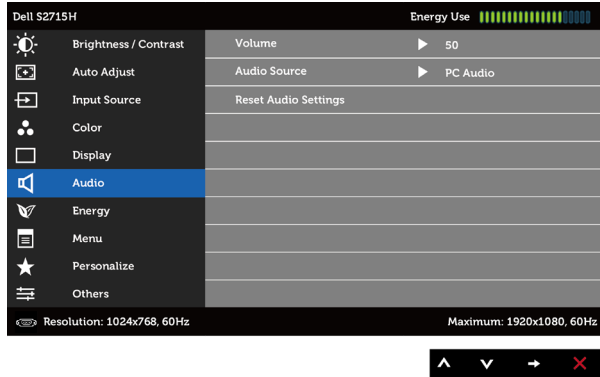 Dell S2715H Energy Use
Brightness / Contrast Volume 50
Auto Adjust Audio Source PC Audio
Input Source Reset Audio Settings
Color
Display
Audio
Energy
Menu
Personalize
Others
Resolution: 1024x768, 60Hz Maximum: 1920x1080, 60Hz